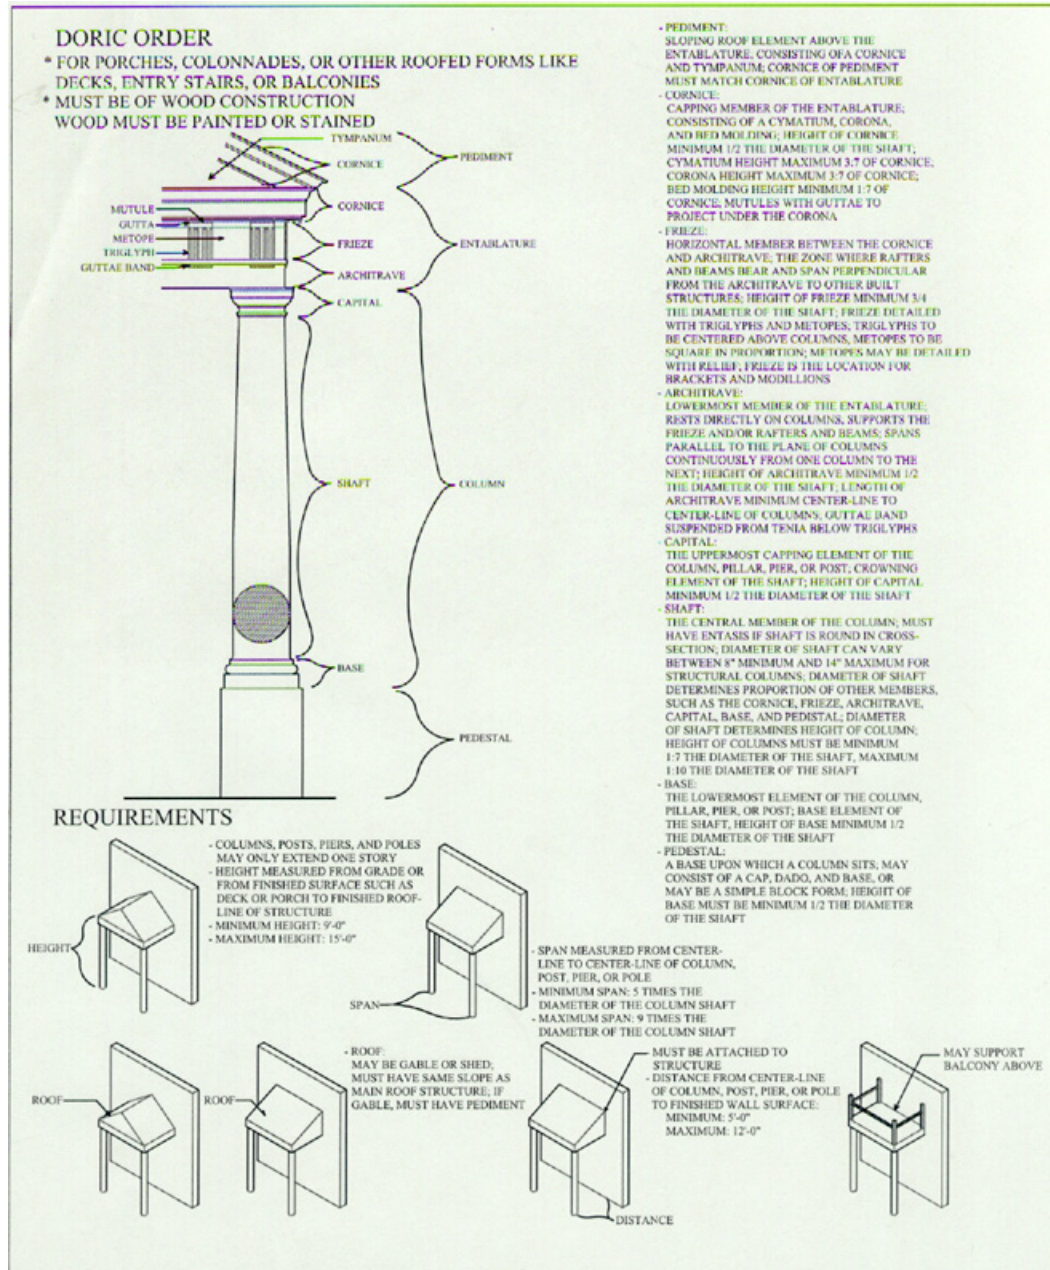 DORIC ORDER
* FOR PORCHES, COLONNADES, OR OTHER ROOFED FORMS LIKE
DECKS, ENTRY STAIRS, OR BALCONIES
* MUST BE OF WOOD CONSTRUCTION
WOOD MUST BE PAINTED OR STAINED
TYMPANUM
CORNICE
PEDIMENT
CORNICE
MUTULE
GUTTA
METOPE
TRIGLYPH
GUTTAE BAND
FRIEZE
ENTABLATURE
ARCHITRAVE
CAPITAL
SHAFT
COLUMN
BASE
PEDESTAL
- PEDIMENT:
SLOPING ROOF ELEMENT ABOVE THE
ENTABLATURE, CONSISTING OFA CORNICE
AND TYMPANUM; CORNICE OF PEDIMENT
MUST MATCH CORNICE OF ENTABLATURE
- CORNICE:
CAPPING MEMBER OF THE ENTABLATURE;
CONSISTING OF A CYMATIUM, CORONA,
AND BED MOLDING; HEIGHT OF CORNICE
MINIMUM 1/2 THE DIAMETER OF THE SHAFT;
CYMATIUM HEIGHT MAXIMUM 3:7 OF CORNICE;
CORONA HEIGHT MAXIMUM 3:7 OF CORNICE;
BED MOLDING HEIGHT MINIMUM 1:7 OF
CORNICE, MUTULES WITH GUTTAE TO
PROJECT UNDER THE CORONA
- FRIEZE:
HORIZONTAL MEMBER BETWEEN THE CORNICE
AND ARCHITRAVE; THE ZONE WHERE RAFTERS
AND BEAMS BEAR AND SPAN PERPENDICULAR
FROM THE ARCHITRAVE TO OTHER BUILT
STRUCTURES; HEIGHT OF FRIEZE MINIMUM 3/4
THE DIAMETER OF THE SHAFT; FRIEZE DETAILED
WITH TRIGLYPHS AND METOPES; TRIGLYPHS TO
BE CENTERED ABOVE COLUMNS, METOPES TO BE
SQUARE IN PROPORTION; METOPES MAY BE DETAILED
WITH RELIEF; FRIEZE IS THE LOCATION FOR
BRACKETS AND MODILLIONS
- ARCHITRAVE:
LOWERMOST MEMBER OF THE ENTABLATURE;
RESTS DIRECTLY ON COLUMNS, SUPPORTS THE
FRIEZE AND/OR RAFTERS AND BEAMS; SPANS
PARALLEL TO THE PLANE OF COLUMNS
CONTINUOUSLY FROM ONE COLUMN TO THE
NEXT; HEIGHT OF ARCHITRAVE MINIMUM 1/2
THE DIAMETER OF THE SHAFT; LENGTH OF
ARCHITRAVE MINIMUM CENTER-LINE TO
CENTER-LINE OF COLUMNS, GUTTAE BAND
SUSPENDED FROM TENIA BELOW TRIGLYPHS
- CAPITAL:
THE UPPERMOST CAPPING ELEMENT OF THE
COLUMN, PILLAR, PIER, OR POST; CROWNING
ELEMENT OF THE SHAFT; HEIGHT OF CAPITAL
MINIMUM 1/2 THE DIAMETER OF THE SHAFT
- SHAFT:
THE CENTRAL MEMBER OF THE COLUMN; MUST
HAVE ENTASIS IF SHAFT IS ROUND IN CROSS-
SECTION; DIAMETER OF SHAFT CAN VARY
BETWEEN 8" MINIMUM AND 14" MAXIMUM FOR
STRUCTURAL COLUMNS; DIAMETER OF SHAFT
DETERMINES PROPORTION OF OTHER MEMBERS,
SUCH AS THE CORNICE, FRIEZE, ARCHITRAVE,
CAPITAL, BASE, AND PEDISTAL; DIAMETER
OF SHAFT DETERMINES HEIGHT OF COLUMN;
HEIGHT OF COLUMNS MUST BE MINIMUM
1:7 THE DIAMETER OF THE SHAFT, MAXIMUM
1:10 THE DIAMETER OF THE SHAFT
- BASE:
THE LOWERMOST ELEMENT OF THE COLUMN,
PILLAR, PIER, OR POST; BASE ELEMENT OF
THE SHAFT, HEIGHT OF BASE MINIMUM 1/2
THE DIAMETER OF THE SHAFT
- PEDESTAL:
A BASE UPON WHICH A COLUMN SITS; MAY
CONSIST OF A CAP, DADO, AND BASE, OR
MAY BE A SIMPLE BLOCK FORM; HEIGHT OF
BASE MUST BE MINIMUM 1/2 THE DIAMETER
OF THE SHAFT
REQUIREMENTS
- COLUMNS, POSTS, PIERS, AND POLES
MAY ONLY EXTEND ONE STORY
- HEIGHT MEASURED FROM GRADE OR
FROM FINISHED SURFACE SUCH AS
DECK OR PORCH TO FINISHED ROOF-
LINE OF STRUCTURE
- MINIMUM HEIGHT: 9'-0"
- MAXIMUM HEIGHT: 15'-0"
HEIGHT
- SPAN MEASURED FROM CENTER-
LINE TO CENTER-LINE OF COLUMN,
POST, PIER, OR POLE
- MINIMUM SPAN: 5 TIMES THE
DIAMETER OF THE COLUMN SHAFT
- MAXIMUM SPAN: 9 TIMES THE
DIAMETER OF THE COLUMN SHAFT
SPAN
ROOF
ROOF
- ROOF:
MAY BE GABLE OR SHED;
MUST HAVE SAME SLOPE AS
MAIN ROOF STRUCTURE; IF
GABLE, MUST HAVE PEDIMENT
- MUST BE ATTACHED TO
STRUCTURE
- DISTANCE FROM CENTER-LINE
OF COLUMN, POST, PIER, OR POLE
TO FINISHED WALL SURFACE:
MINIMUM: 5'-0"
MAXIMUM: 12'-0"
DISTANCE
MAY SUPPORT
BALCONY ABOVE